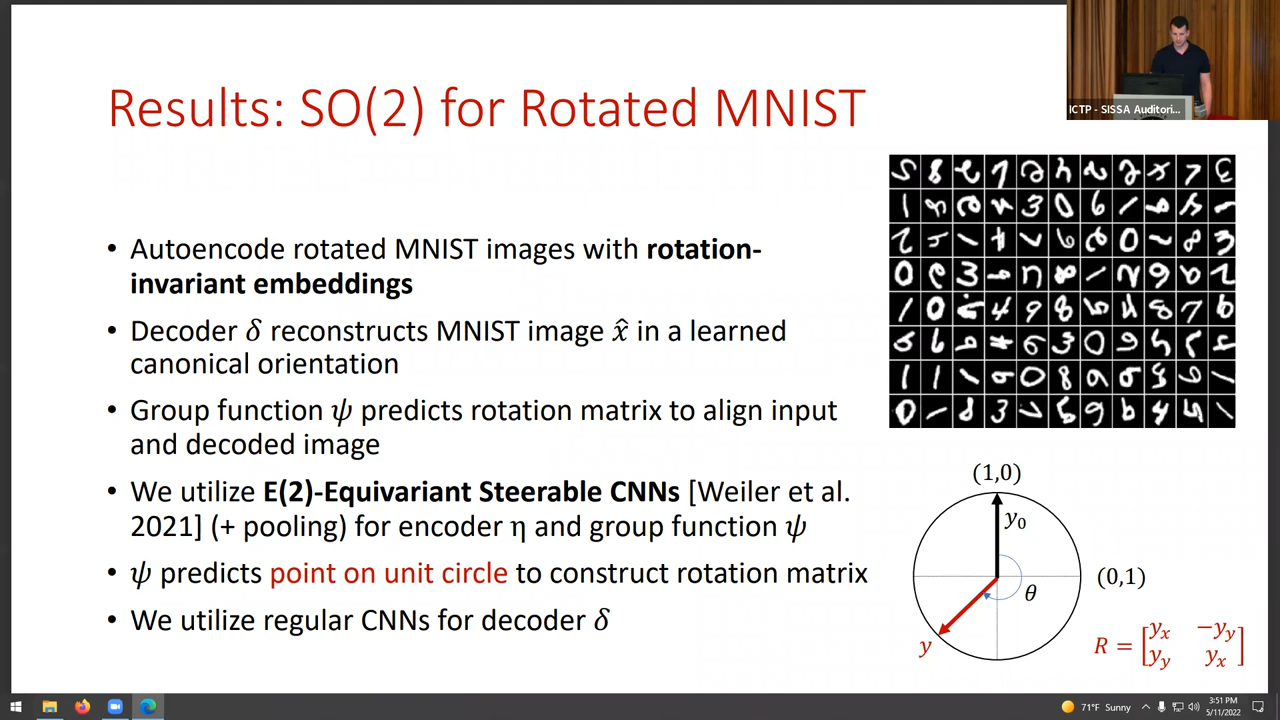 Results: SO(2) for Rotated MNIST
ICTP - SISSA Auditori...
• Autoencode rotated MNIST images with rotation-
invariant embeddings
• Decoder δ reconstructs MNIST image x̂ in a learned
canonical orientation
• Group function ψ predicts rotation matrix to align input
and decoded image
• We utilize E(2)-Equivariant Steerable CNNs [Weiler et al.
2021] (+ pooling) for encoder η and group function ψ
• ψ predicts point on unit circle to construct rotation matrix
• We utilize regular CNNs for decoder δ
(1,0)
y₀
(0,1)
θ
y
R = [y_x −y_y
y_y y_x]
71°F Sunny
3:51 PM
5/11/2022